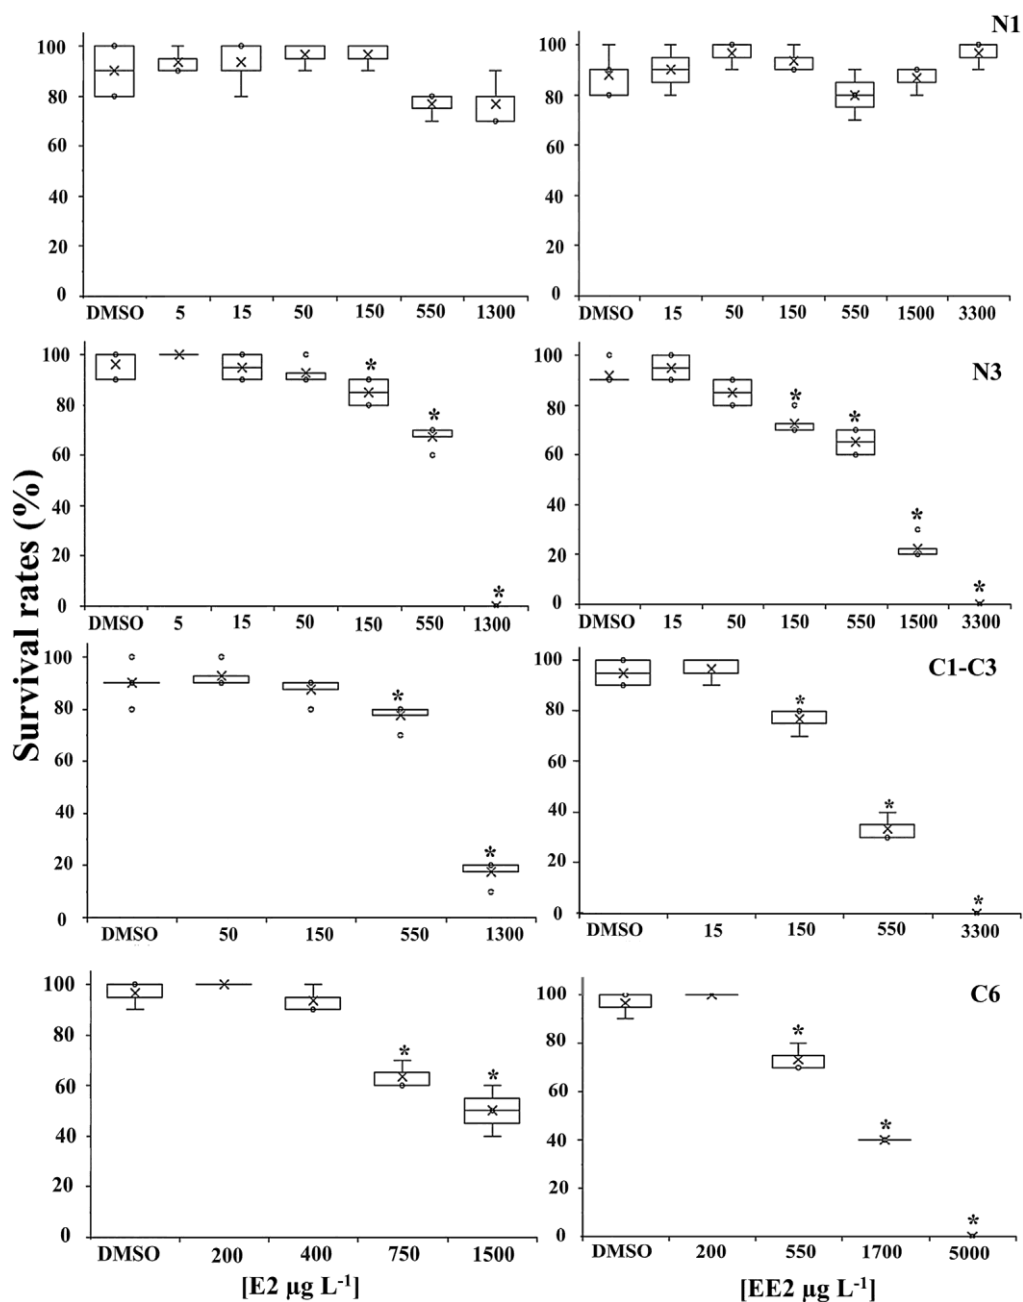 N1
100
80
60
40
20
0
DMSO 5 15 50 150 550 1300
100
80
60
40
20
0
DMSO 15 50 150 550 1500 3300
N3
100
80
60
40
20
0
* * *
DMSO 5 15 50 150 550 1300
100
80
60
40
20
0
* * * *
DMSO 15 50 150 550 1500 3300
Survival rates (%)
C1-C3
100
80
60
40
20
0
* *
DMSO 50 150 550 1300
100
80
60
40
20
0
* * *
DMSO 15 150 550 3300
C6
100
80
60
40
20
0
* *
DMSO 200 400 750 1500
[E2 µg L⁻¹]
100
80
60
40
20
0
* * *
DMSO 200 550 1700 5000
[EE2 µg L⁻¹]